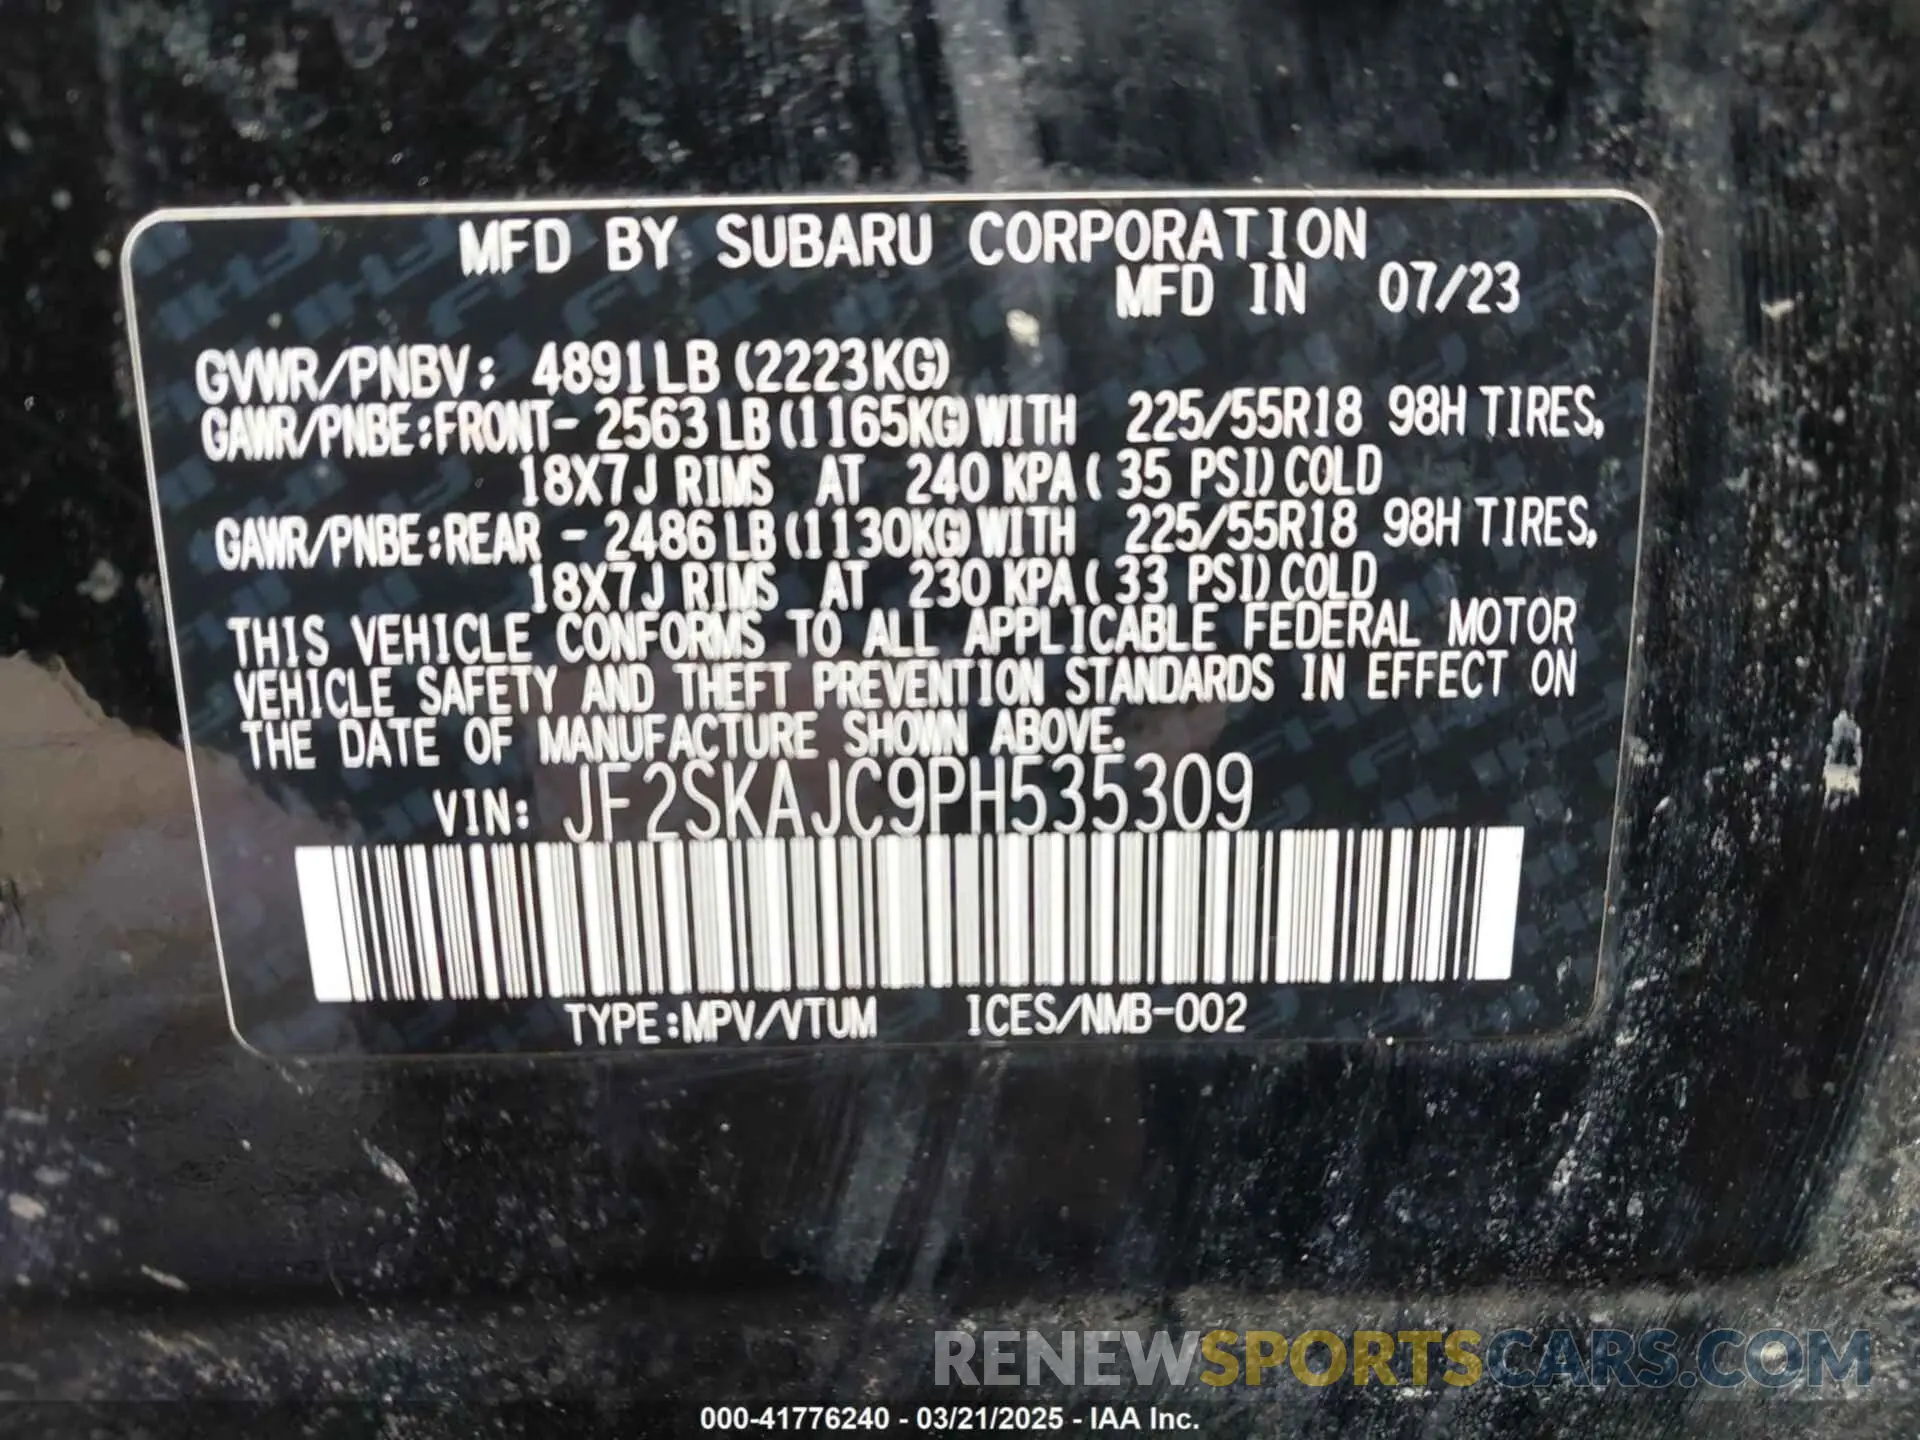 MFD BY SUBARU CORPORATION
MFD IN 07/23
GVWR/PNBV: 4891LB (2223KG)
GAWR/PNBE:FRONT- 2563LB(1165KG)WITH 225/55R18 98H TIRES,
18X7J RIMS AT 240 KPA( 35 PSI)COLD
GAWR/PNBE:REAR - 2486LB(1130KG)WITH 225/55R18 98H TIRES,
18X7J RIMS AT 230 KPA( 33 PSI)COLD
THIS VEHICLE CONFORMS TO ALL APPLICABLE FEDERAL MOTOR
VEHICLE SAFETY AND THEFT PREVENTION STANDARDS IN EFFECT ON
THE DATE OF MANUFACTURE SHOWN ABOVE.
VIN: JF2SKAJC9PH535309
TYPE:MPV/VTUM ICES/NMB-002
RENEWSPORTSCARS.COM
000-41776240 - 03/21/2025 - IAA Inc.